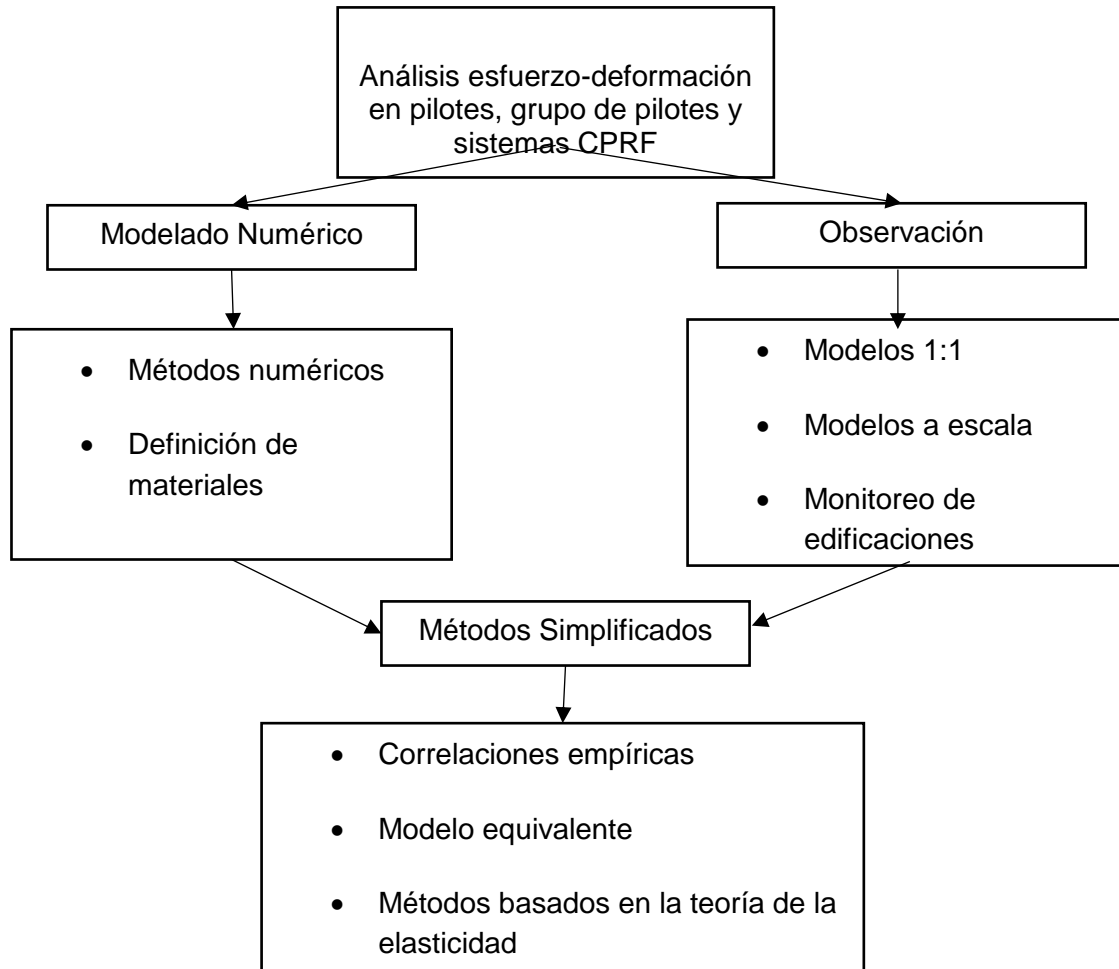 Análisis esfuerzo-deformación
en pilotes, grupo de pilotes y
sistemas CPRF
Modelado Numérico
Observación
• Métodos numéricos
• Definición de
materiales
• Modelos 1:1
• Modelos a escala
• Monitoreo de
edificaciones
Métodos Simplificados
• Correlaciones empíricas
• Modelo equivalente
• Métodos basados en la teoría de la
elasticidad